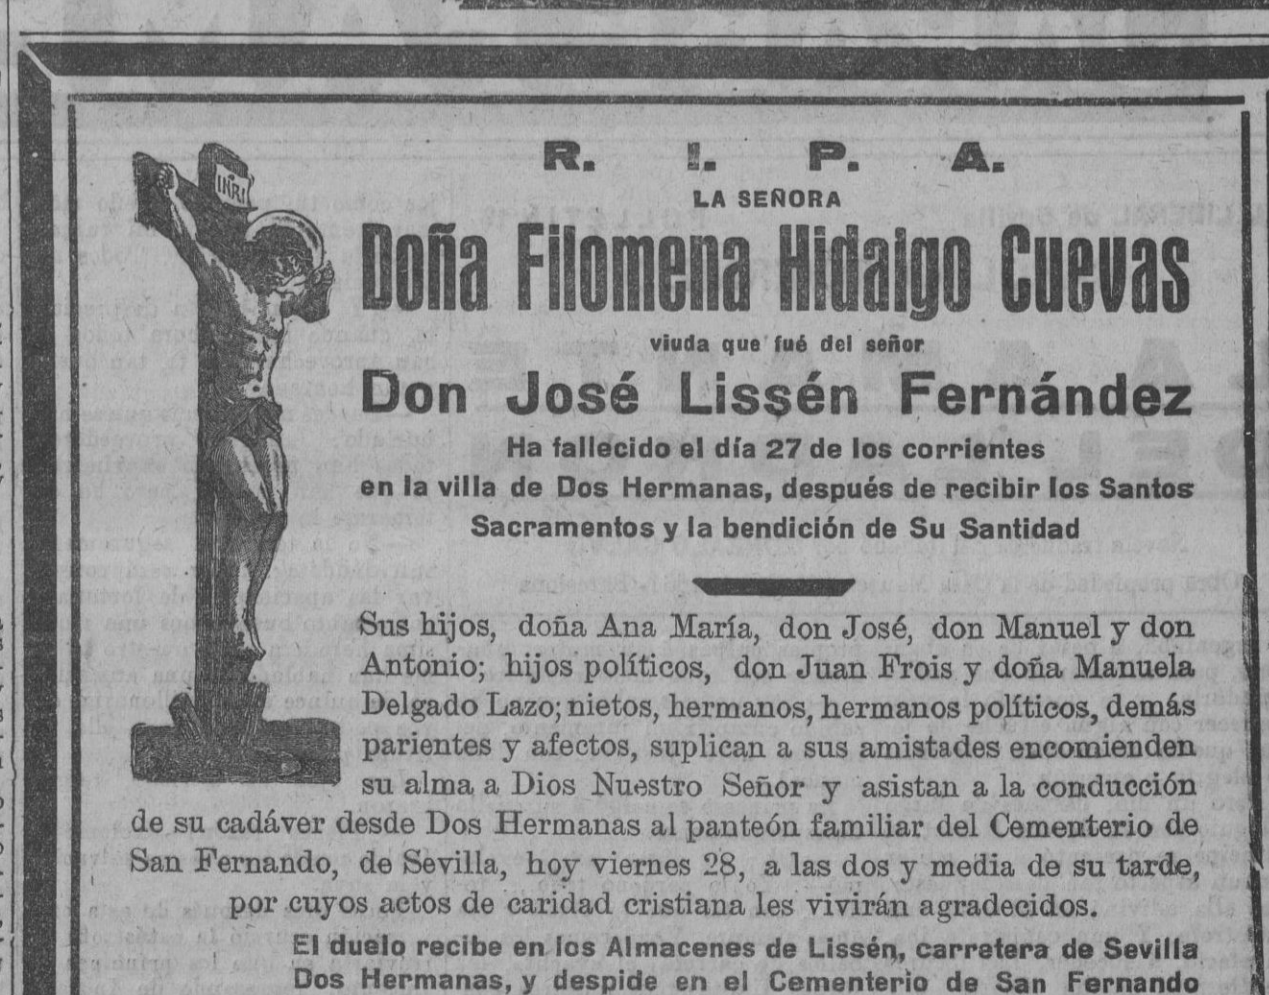 INRI
R. I. P. A.
LA SEÑORA
Doña Filomena Hidalgo Cuevas
viuda que fué del señor
Don José Lissén Fernández
Ha fallecido el día 27 de los corrientes
en la villa de Dos Hermanas, después de recibir los Santos
Sacramentos y la bendición de Su Santidad
Sus hijos, doña Ana María, don José, don Manuel y don
Antonio; hijos políticos, don Juan Frois y doña Manuela
Delgado Lazo; nietos, hermanos, hermanos políticos, demás
parientes y afectos, suplican a sus amistades encomienden
su alma a Dios Nuestro Señor y asistan a la conducción
de su cadáver desde Dos Hermanas al panteón familiar del Cementerio de
San Fernando, de Sevilla, hoy viernes 28, a las dos y media de su tarde,
por cuyos actos de caridad cristiana les vivirán agradecidos.
El duelo recibe en los Almacenes de Lissén, carretera de Sevilla
Dos Hermanas, y despide en el Cementerio de San Fernando